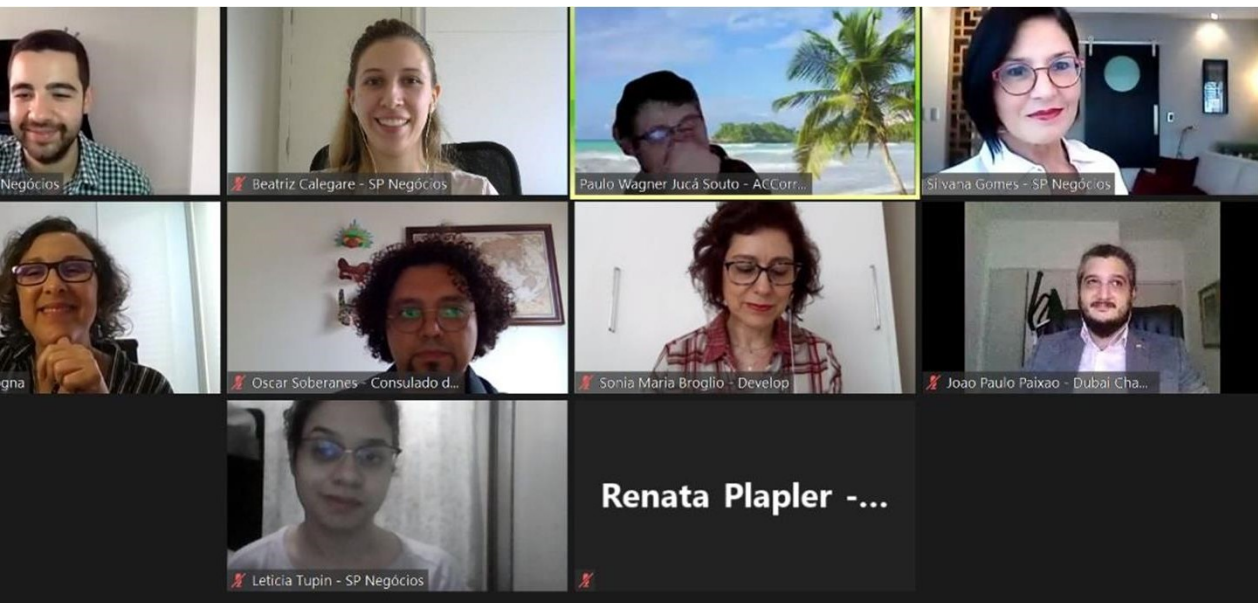 Negócios
Beatriz Calegare - SP Negócios
Paulo Wagner Jucá Souto - ACCorr...
Silvana Gomes - SP Negócios
ogna
Oscar Soberanes - Consulado d...
Sonia Maria Broglio - Develop
Joao Paulo Paixao - Dubai Cha...
Leticia Tupin - SP Negócios
Renata Plapler -...